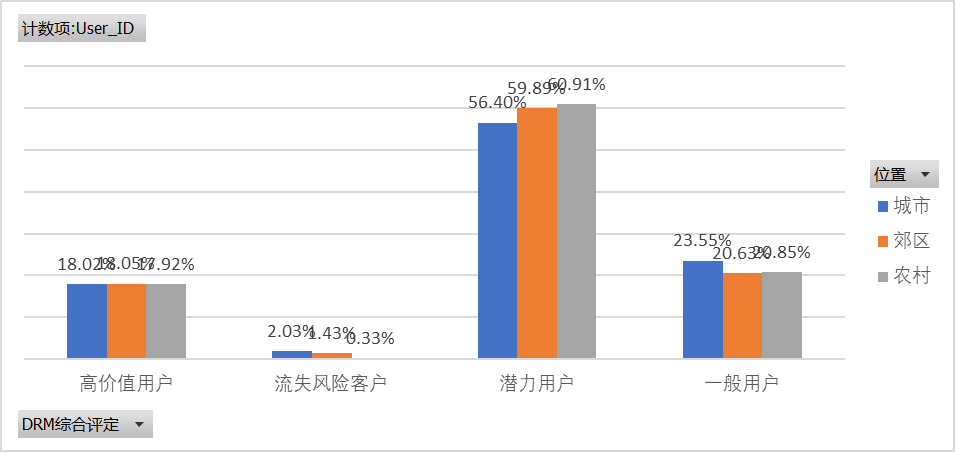 计数项:User_ID
18.02%
18.05%
17.92%
2.03%
1.43%
0.33%
56.40%
59.89%
60.91%
23.55%
20.63%
20.85%
高价值用户
流失风险客户
潜力用户
一般用户
位置
城市
郊区
农村
DRM综合评定